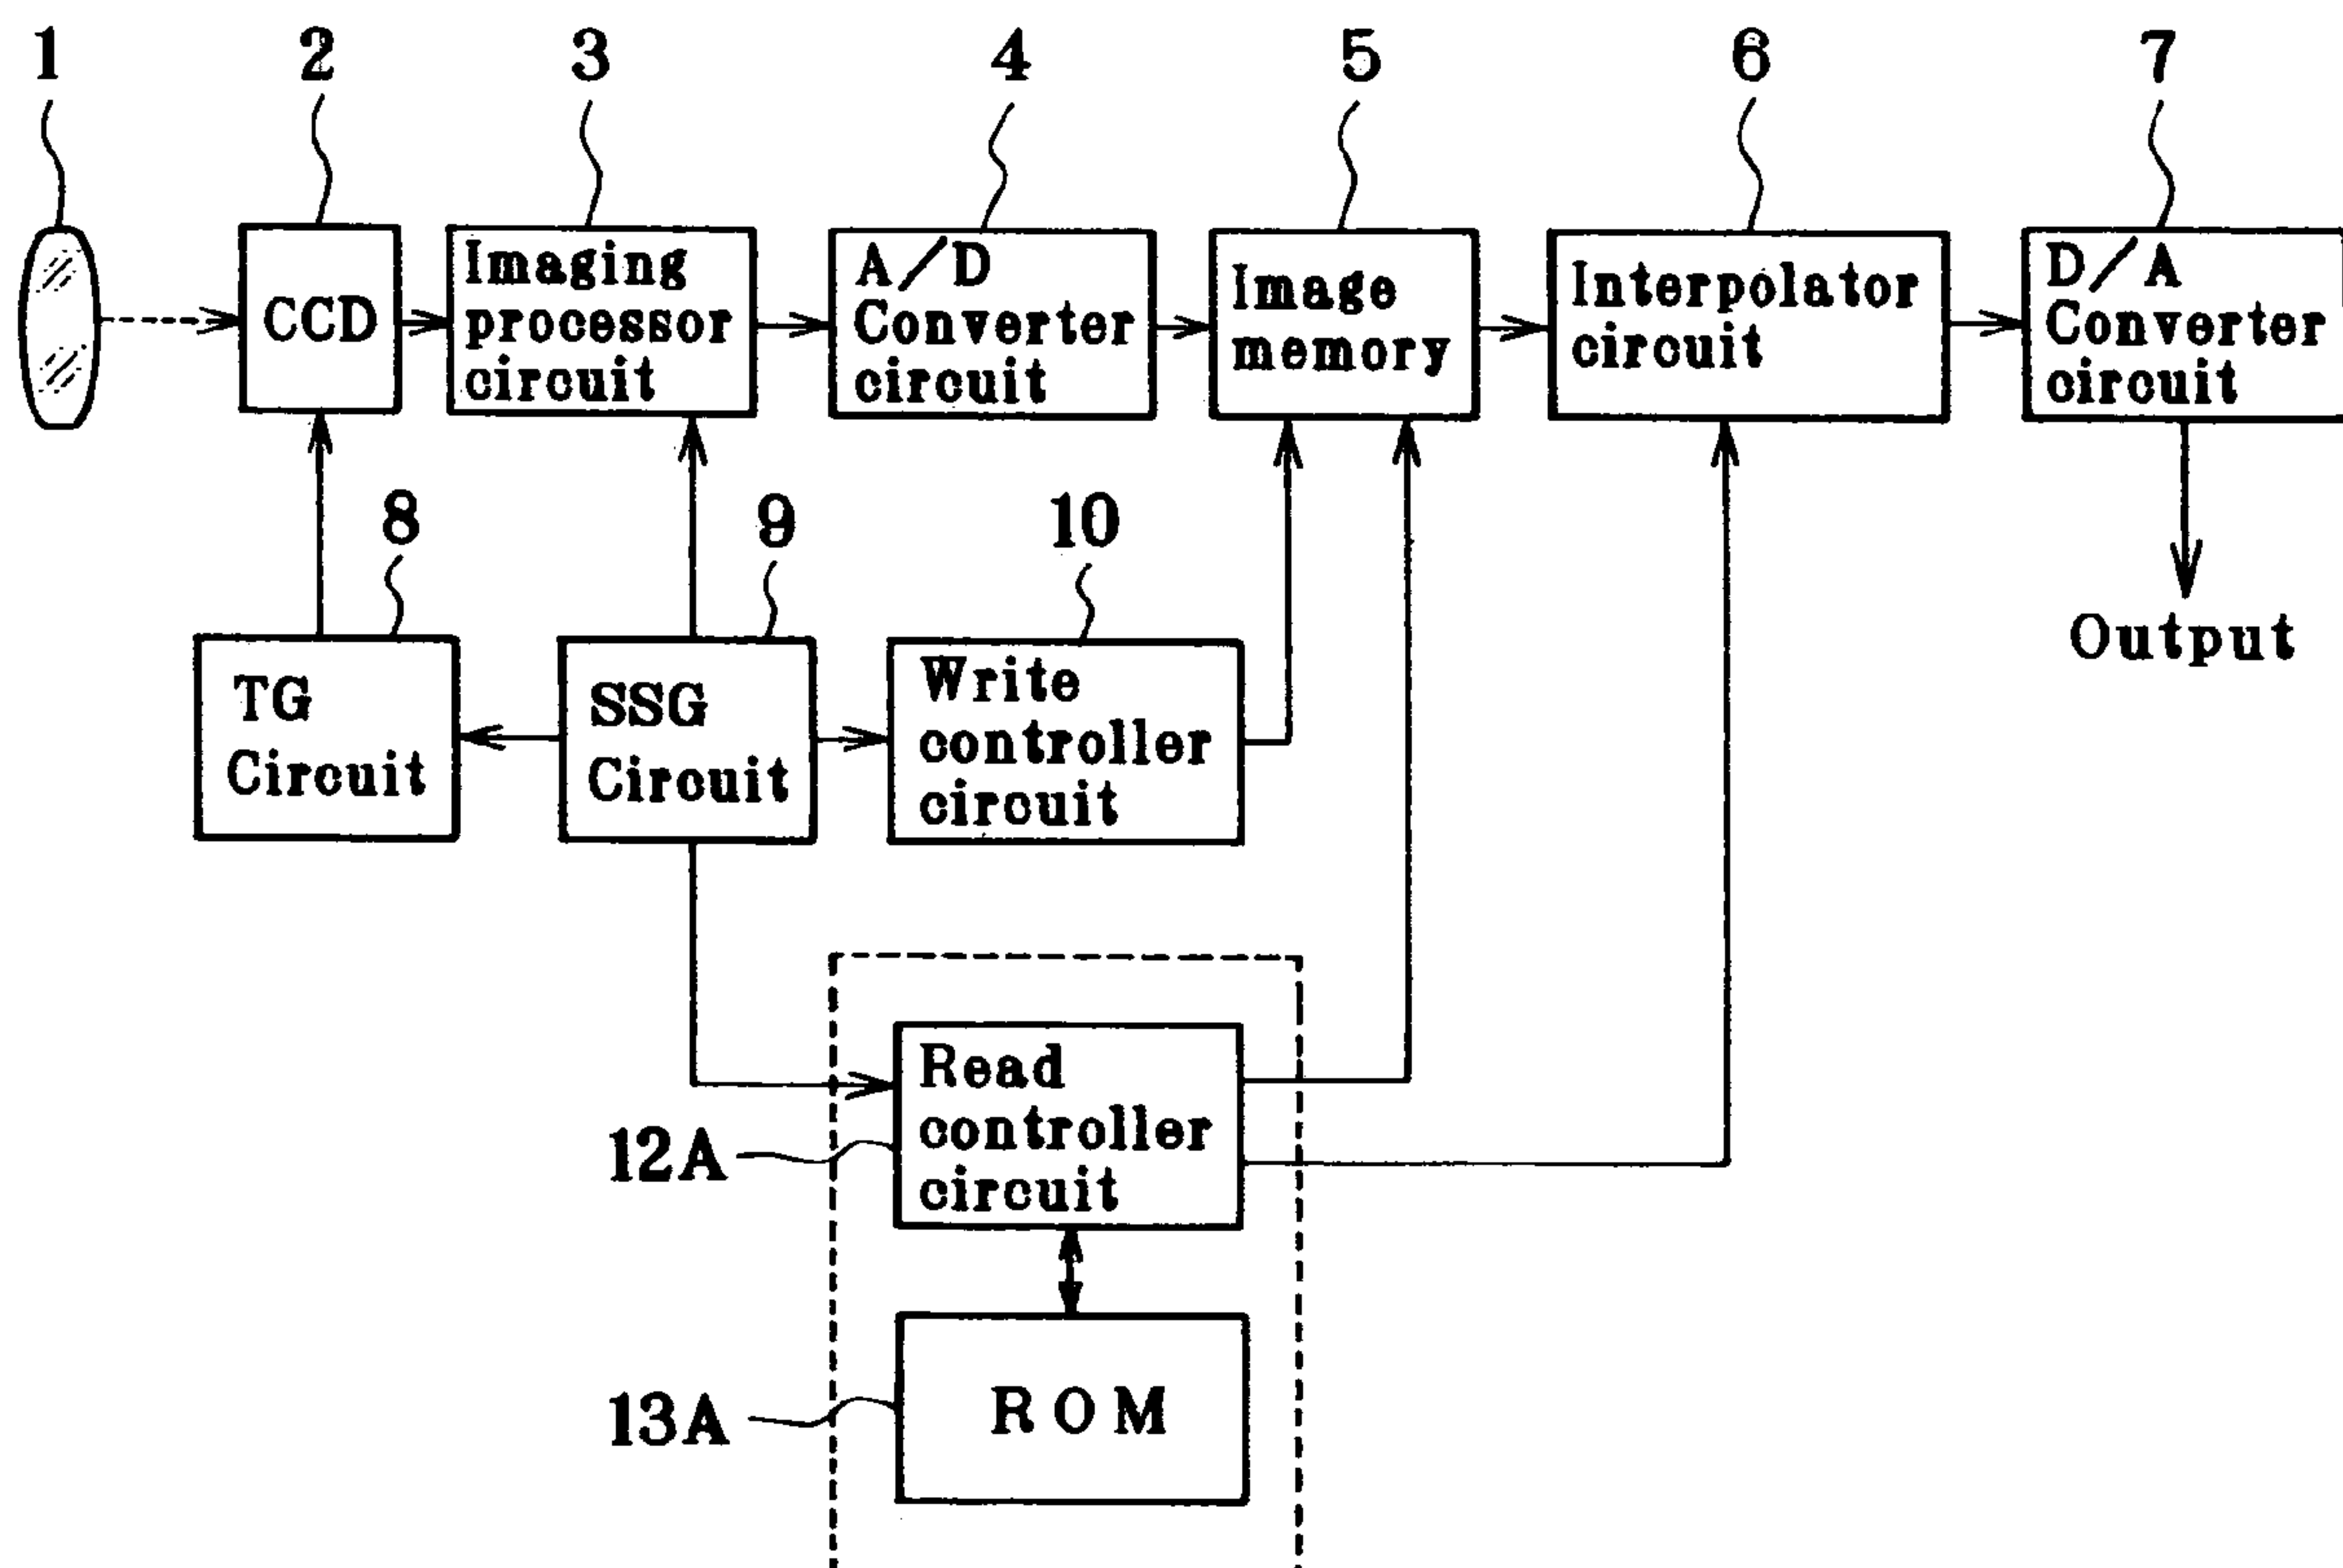 1
2
3
4
5
6
7
CCD
Imaging
processor
circuit
A/D
Converter
circuit
Image
memory
Interpolator
circuit
D/A
Converter
circuit
8
9
10
Output
TG
Circuit
SSG
Circuit
Write
controller
circuit
12A
Read
controller
circuit
13A
ROM